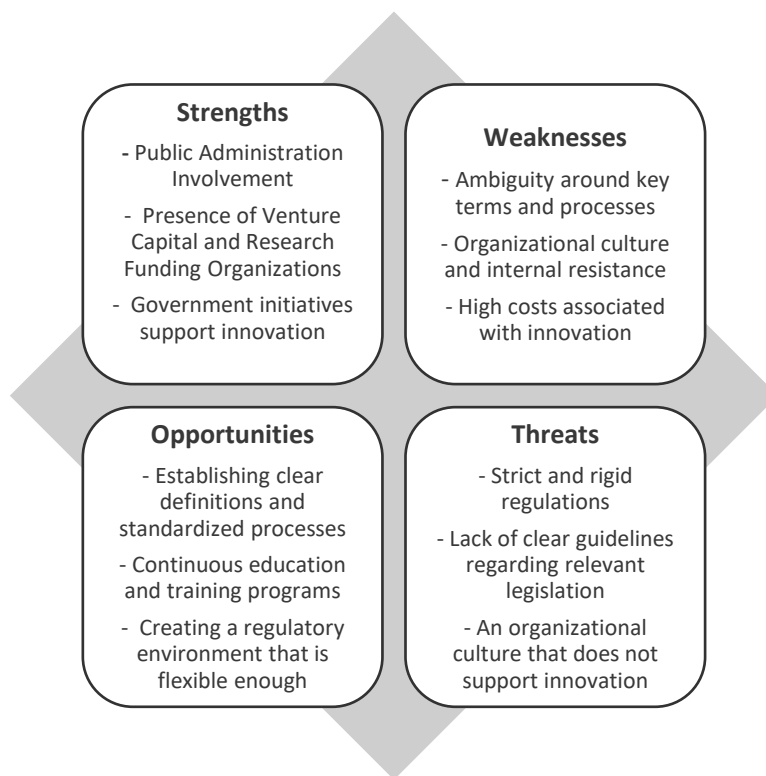 Strengths
- Public Administration
Involvement
-  Presence of Venture
Capital and Research
Funding Organizations
-  Government initiatives
support innovation
Weaknesses
- Ambiguity around key
terms and processes
- Organizational culture
and internal resistance
- High costs associated
with innovation
Opportunities
- Establishing clear
definitions and
standardized processes
- Continuous education
and training programs
-  Creating a regulatory
environment that is
flexible enough
Threats
- Strict and rigid
regulations
- Lack of clear guidelines
regarding relevant
legislation
- An organizational
culture that does not
support innovation